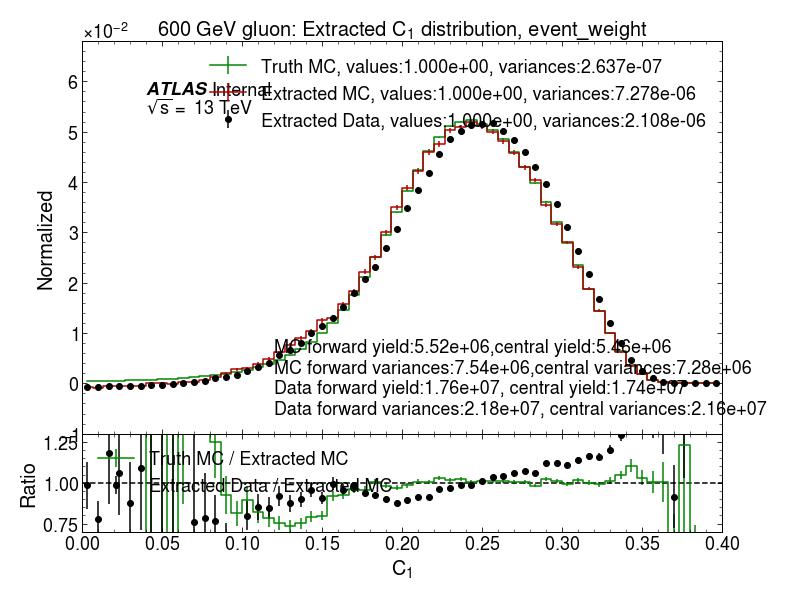 ×10⁻² 600 GeV gluon: Extracted C₁ distribution, event_weight
Truth MC, values:1.000e+00, variances:2.637e-07
ATLAS Internal
Extracted MC, values:1.000e+00, variances:7.278e-06
√s = 13 TeV
Extracted Data, values:1.000e+00, variances:2.108e-06
6
5
4
3
2
1
0
1
Normalized
MC forward yield:5.52e+06,central yield:5.46e+06
MC forward variances:7.54e+06,central variances:7.28e+06
Data forward yield:1.76e+07, central yield:1.74e+07
Data forward variances:2.18e+07, central variances:2.16e+07
1.25
1.00
0.75
Ratio
Truth MC / Extracted MC
Extracted Data / Extracted MC
0.00 0.05 0.10 0.15 0.20 0.25 0.30 0.35 0.40
C₁